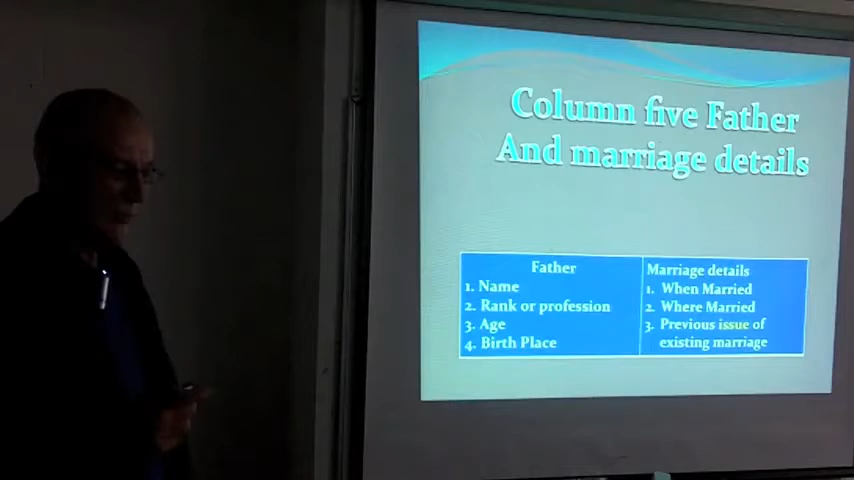 Column five Father
And marriage details
Father
1. Name
2. Rank or profession
3. Age
4. Birth Place
Marriage details
1. When Married
2. Where Married
3. Previous issue of
existing marriage